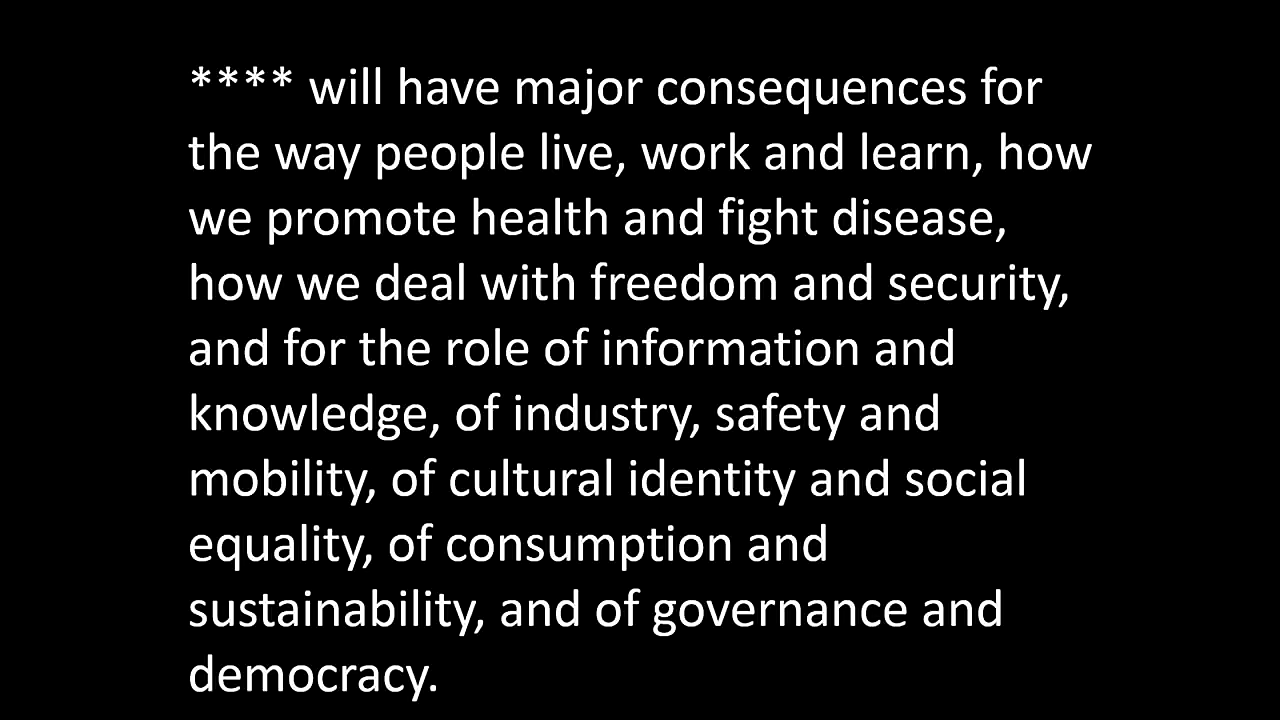 **** will have major consequences for
the way people live, work and learn, how
we promote health and fight disease,
how we deal with freedom and security,
and for the role of information and
knowledge, of industry, safety and
mobility, of cultural identity and social
equality, of consumption and
sustainability, and of governance and
democracy.